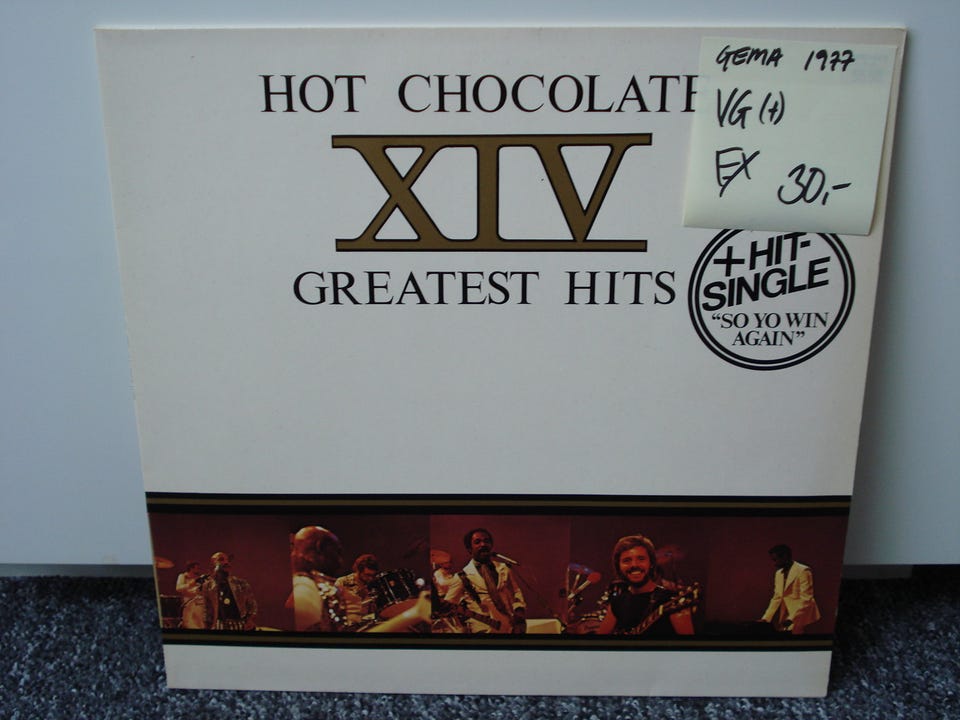 HOT CHOCOLATE
XIV
GREATEST HITS
GEMA 1977
VG (+)
EX 30,-
+ HIT-
SINGLE
"SO YO WIN
AGAIN"